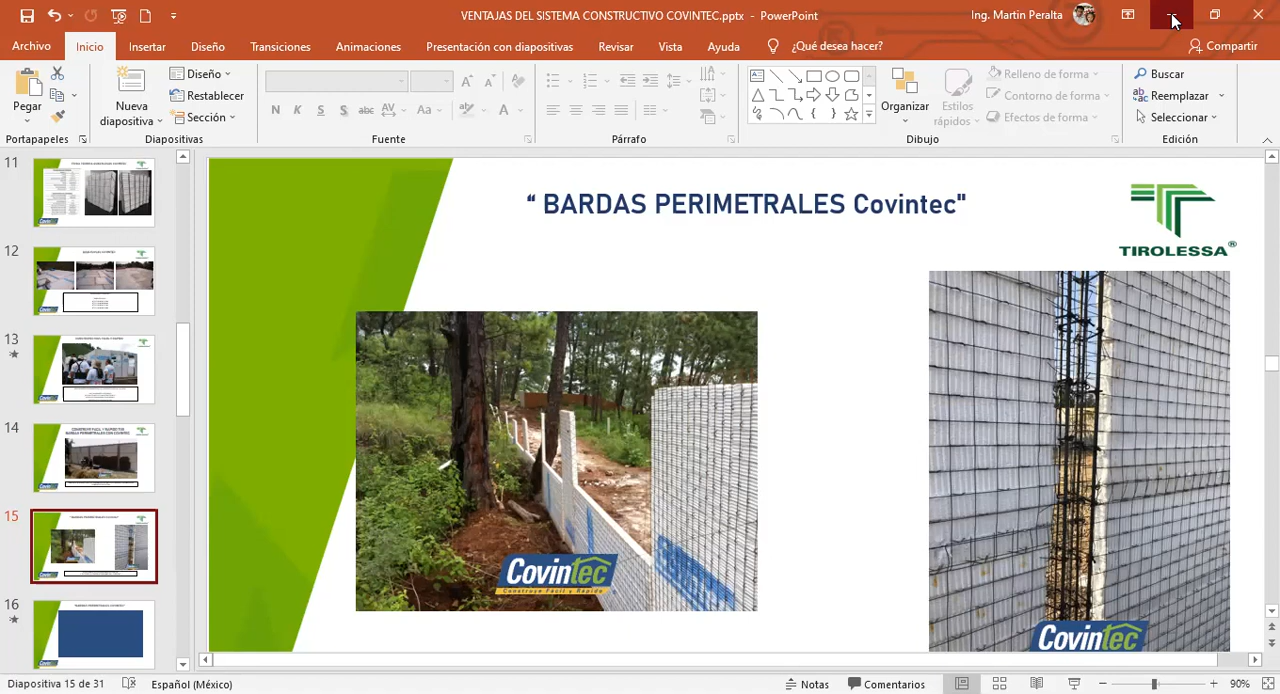 VENTAJAS DEL SISTEMA CONSTRUCTIVO COVINTEC.pptx - PowerPoint
Ing. Martin Peralta
Archivo
Inicio
Insertar
Diseño
Transiciones
Animaciones
Presentación con diapositivas
Revisar
Vista
Ayuda
¿Qué desea hacer?
Compartir
Pegar
Nueva
diapositiva
Diseño
Restablecer
Sección
N K S S abc AV Aa A
Organizar
Estilos
rápidos
Relleno de forma
Contorno de forma
Efectos de forma
Buscar
Reemplazar
Seleccionar
Portapapeles
Diapositivas
Fuente
Párrafo
Dibujo
Edición
11
12
13
14
15
16
“ BARDAS PERIMETRALES Covintec"
TIROLESSA®
Covintec
Construye Fácil y Rápido
Covintec
Diapositiva 15 de 31
Español (México)
Notas
Comentarios
90%